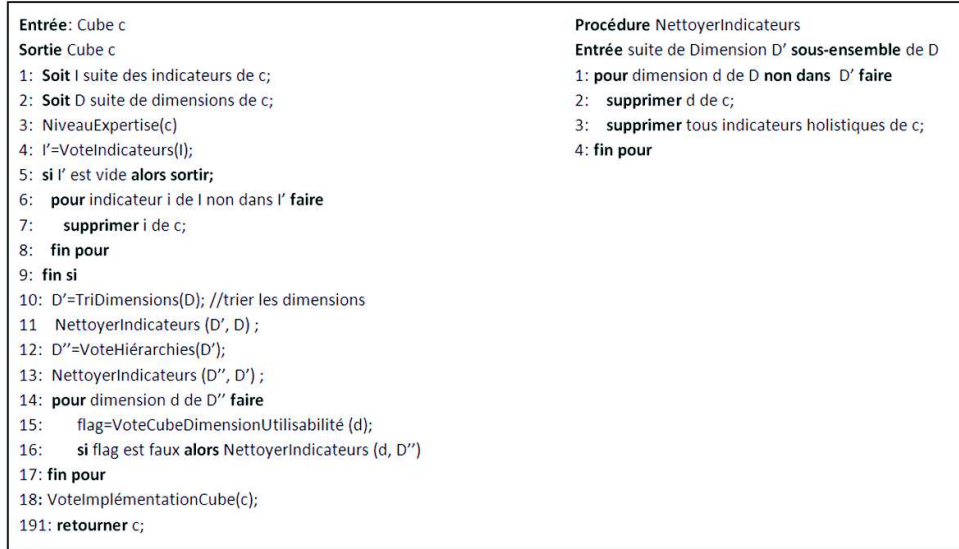 Entrée: Cube c
Sortie Cube c
1: Soit I suite des indicateurs de c;
2: Soit D suite de dimensions de c;
3: NiveauExpertise(c)
4: I’=VoteIndicateurs(I);
5: si I’ est vide alors sortir;
6: pour indicateur i de I non dans I’ faire
7: supprimer i de c;
8: fin pour
9: fin si
10: D’=TriDimensions(D); //trier les dimensions
11 NettoyerIndicateurs (D’, D) ;
12: D’’=VoteHiérarchies(D’);
13: NettoyerIndicateurs (D’’, D’) ;
14: pour dimension d de D’’ faire
15: flag=VoteCubeDimensionUtilisabilité (d);
16: si flag est faux alors NettoyerIndicateurs (d, D’’)
17: fin pour
18: VoteImplémentationCube(c);
191: retourner c;
Procédure NettoyerIndicateurs
Entrée suite de Dimension D’ sous-ensemble de D
1: pour dimension d de D non dans D’ faire
2: supprimer d de c;
3: supprimer tous indicateurs holistiques de c;
4: fin pour